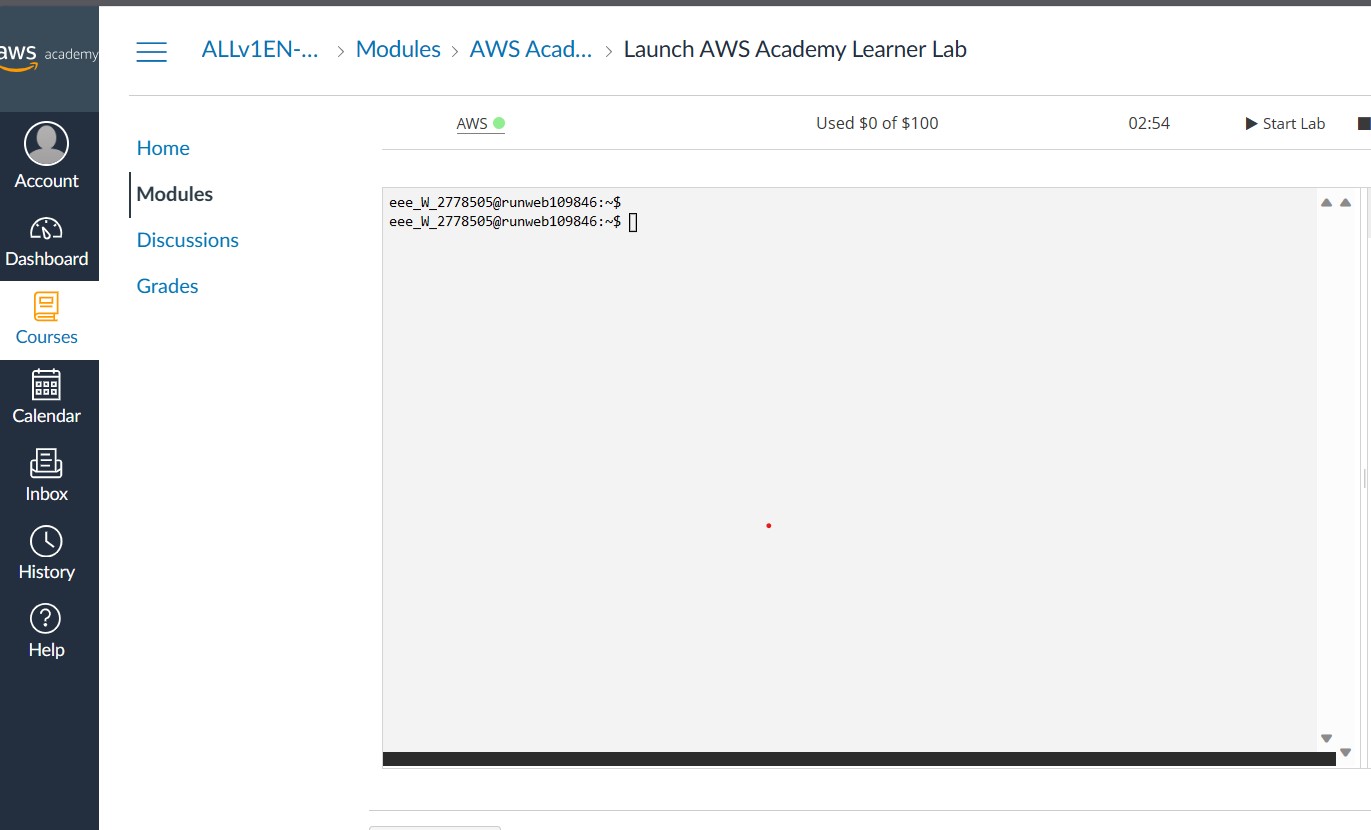 aws academy
ALLv1EN-... > Modules > AWS Acad... > Launch AWS Academy Learner Lab
AWS
Used $0 of $100
02:54
Start Lab
Account
Dashboard
Courses
Calendar
Inbox
History
Help
Home
Modules
Discussions
Grades
eee_W_2778505@runweb109846:~$
eee_W_2778505@runweb109846:~$